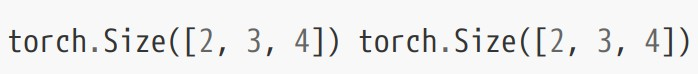 torch.Size([2, 3, 4]) torch.Size([2, 3, 4])